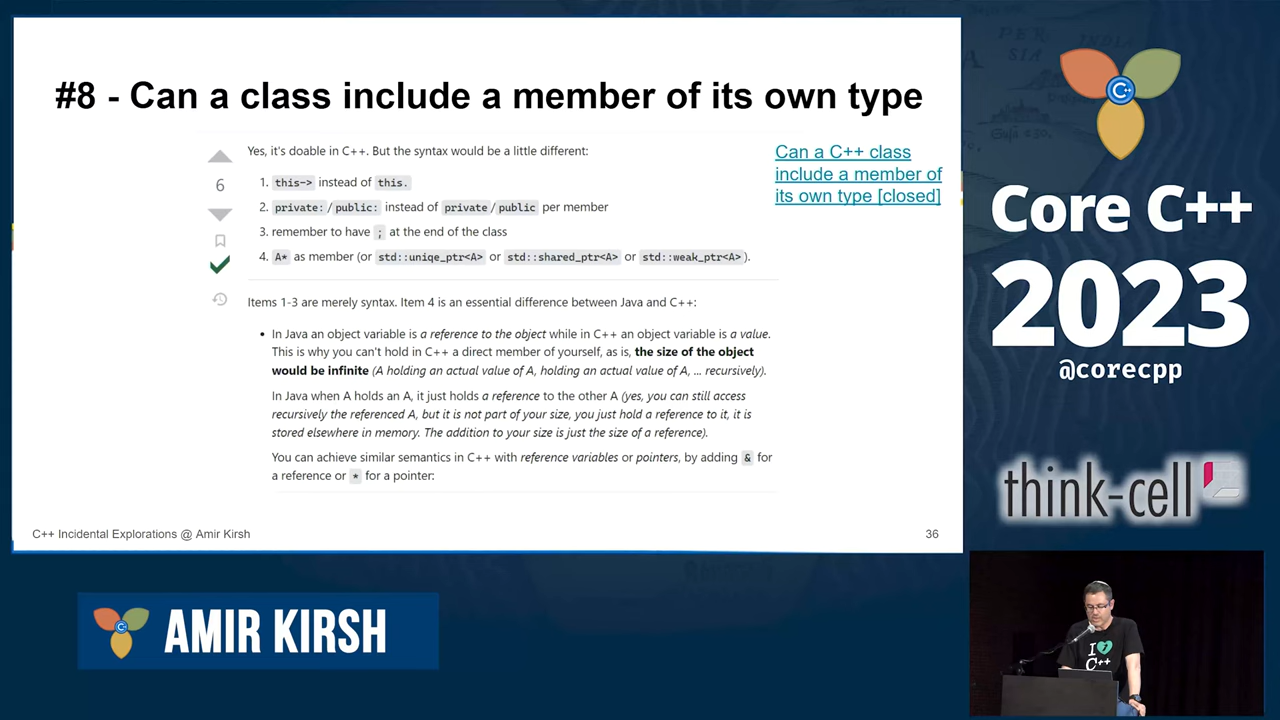 #8 - Can a class include a member of its own type
Yes, it's doable in C++. But the syntax would be a little different:
6
1. this-> instead of this.
2. private:/public: instead of private/public per member
3. remember to have ; at the end of the class
4. A* as member (or std::uniqe_ptr<A> or std::shared_ptr<A> or std::weak_ptr<A>).
Items 1-3 are merely syntax. Item 4 is an essential difference between Java and C++:
• In Java an object variable is a reference to the object while in C++ an object variable is a value.
This is why you can't hold in C++ a direct member of yourself, as is, the size of the object
would be infinite (A holding an actual value of A, holding an actual value of A, ... recursively).
In Java when A holds an A, it just holds a reference to the other A (yes, you can still access
recursively the referenced A, but it is not part of your size, you just hold a reference to it, it is
stored elsewhere in memory. The addition to your size is just the size of a reference).
You can achieve similar semantics in C++ with reference variables or pointers, by adding & for
a reference or * for a pointer:
Can a C++ class
include a member of
its own type [closed]
C++ Incidental Explorations @ Amir Kirsh
36
C++
Core C++
2023
@corecpp
think-cell
AMIR KIRSH
I
C++